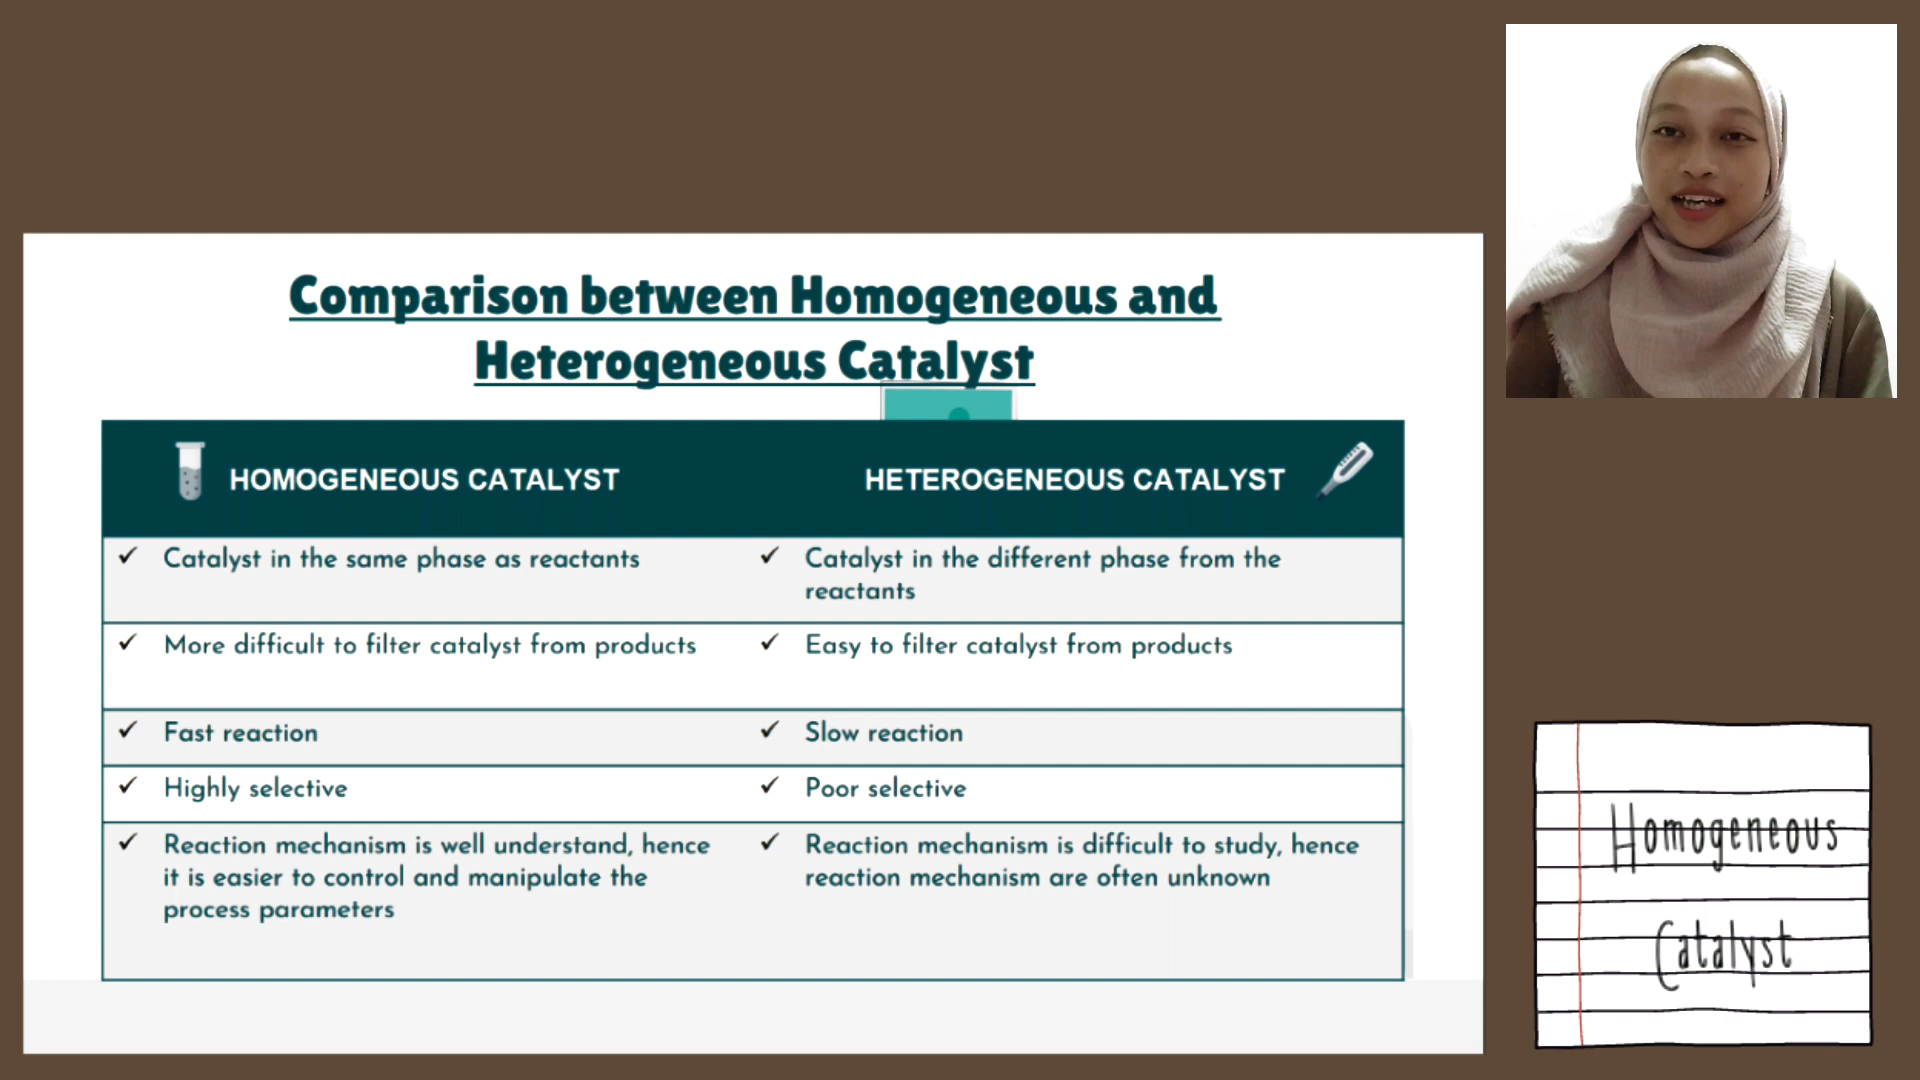 Comparison between Homogeneous and
Heterogeneous Catalyst
HOMOGENEOUS CATALYST
HETEROGENEOUS CATALYST
✓ Catalyst in the same phase as reactants
✓ Catalyst in the different phase from the
reactants
✓ More difficult to filter catalyst from products
✓ Easy to filter catalyst from products
✓ Fast reaction
✓ Slow reaction
✓ Highly selective
✓ Poor selective
✓ Reaction mechanism is well understand, hence
it is easier to control and manipulate the
process parameters
✓ Reaction mechanism is difficult to study, hence
reaction mechanism are often unknown
Homogeneous
Catalyst